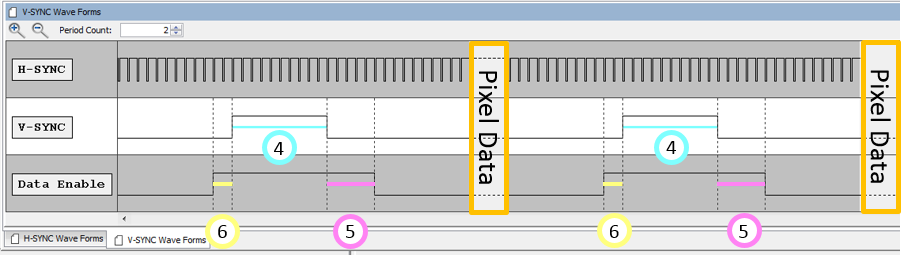 V-SYNC Wave Forms
Period Count: 2
H-SYNC
Pixel Data
Pixel Data
V-SYNC
4
4
Data Enable
6
5
6
5
H-SYNC Wave Forms
V-SYNC Wave Forms